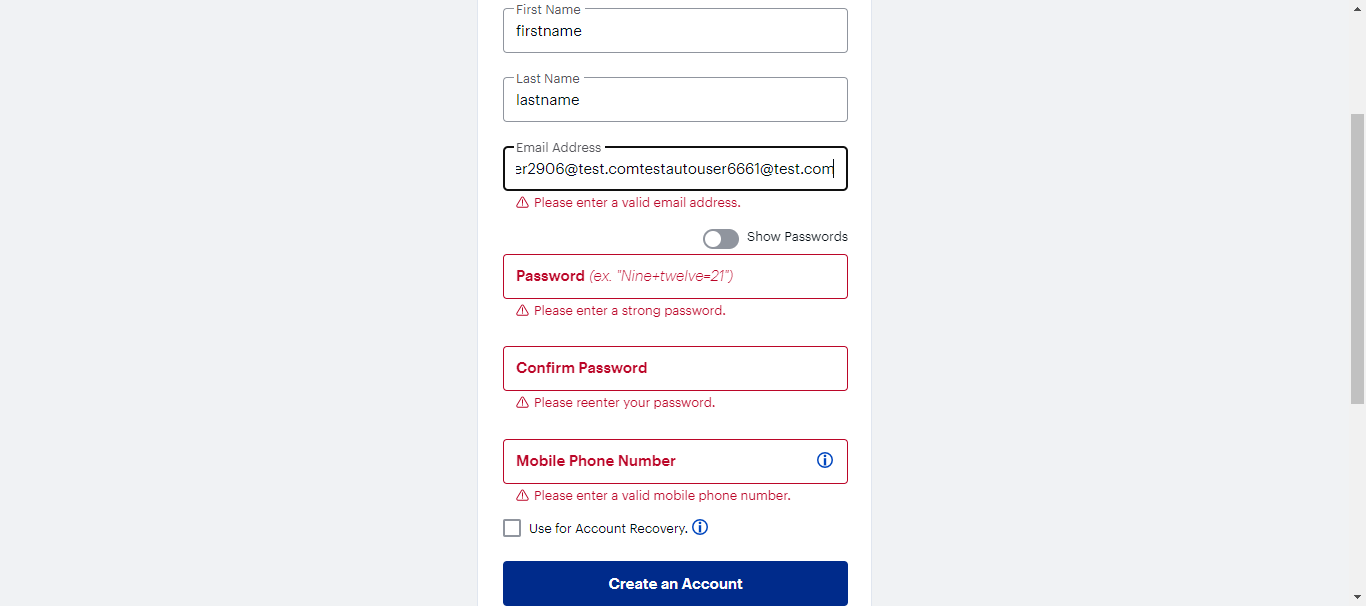 First Name
firstname
Last Name
lastname
Email Address
er2906@test.comtestautouser6661@test.com
Please enter a valid email address.
Show Passwords
Password (ex. "Nine+twelve=21")
Please enter a strong password.
Confirm Password
Please reenter your password.
Mobile Phone Number
Please enter a valid mobile phone number.
Use for Account Recovery.
Create an Account